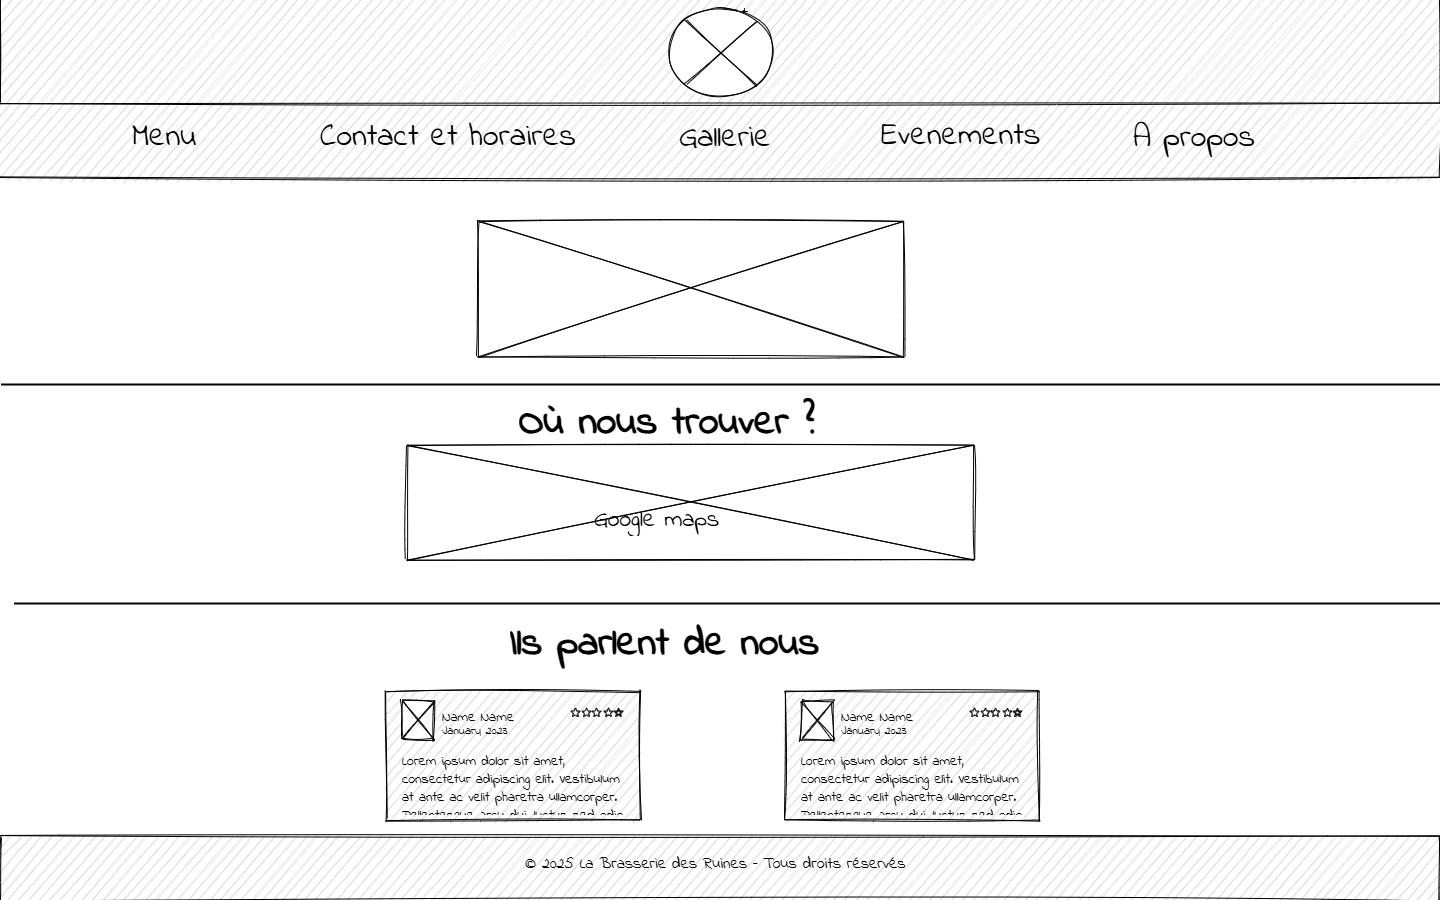 Menu
Contact et horaires
Gallerie
Evenements
A propos
Où nous trouver ?
Google maps
Ils parlent de nous
Name Name
January 2023
Lorem ipsum dolor sit amet,
consectetur adipiscing elit. Vestibulum
at ante ac velit pharetra ullamcorper.
Name Name
January 2023
Lorem ipsum dolor sit amet,
consectetur adipiscing elit. Vestibulum
at ante ac velit pharetra ullamcorper.
© 2025 La Brasserie des Ruines - Tous droits réservés